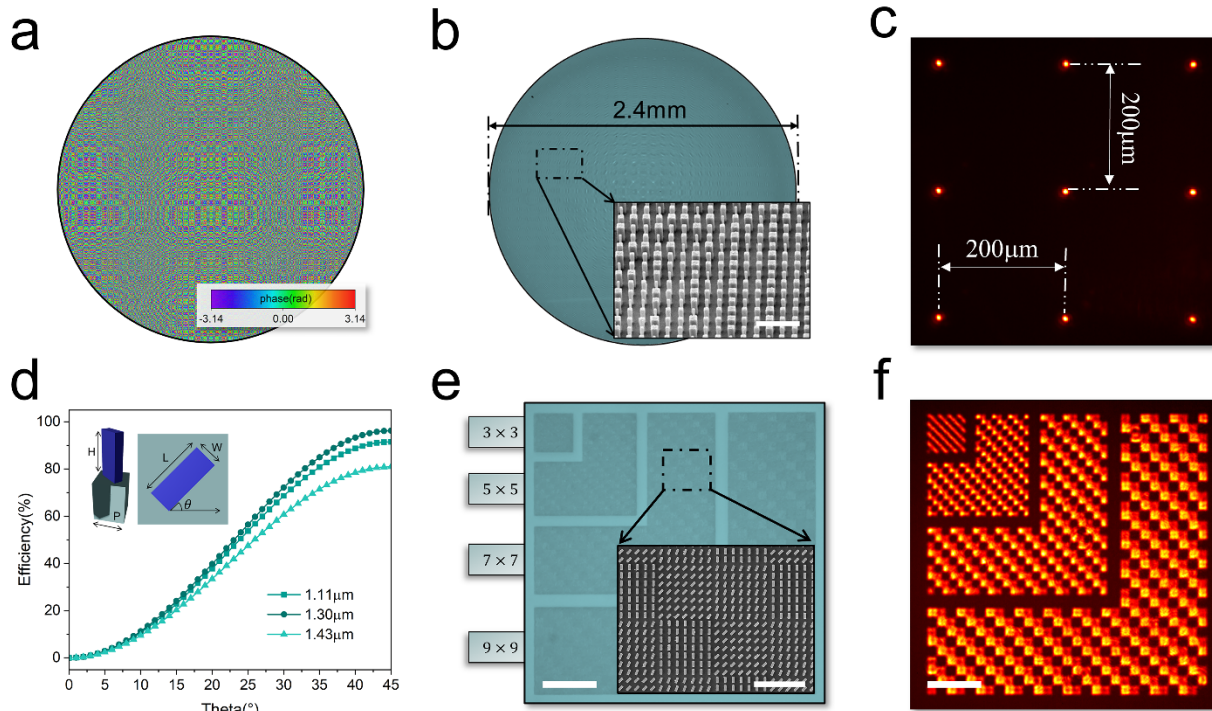 a
phase(rad)
-3.14 0.00 3.14
b
2.4mm
c
200μm
200μm
d
Efficiency(%)
100
80
60
40
20
0
H
P
L
W
θ
1.11μm
1.30μm
1.43μm
0 5 10 15 20 25 30 35 40 45
Theta(°)
e
3 × 3
5 × 5
7 × 7
9 × 9
f